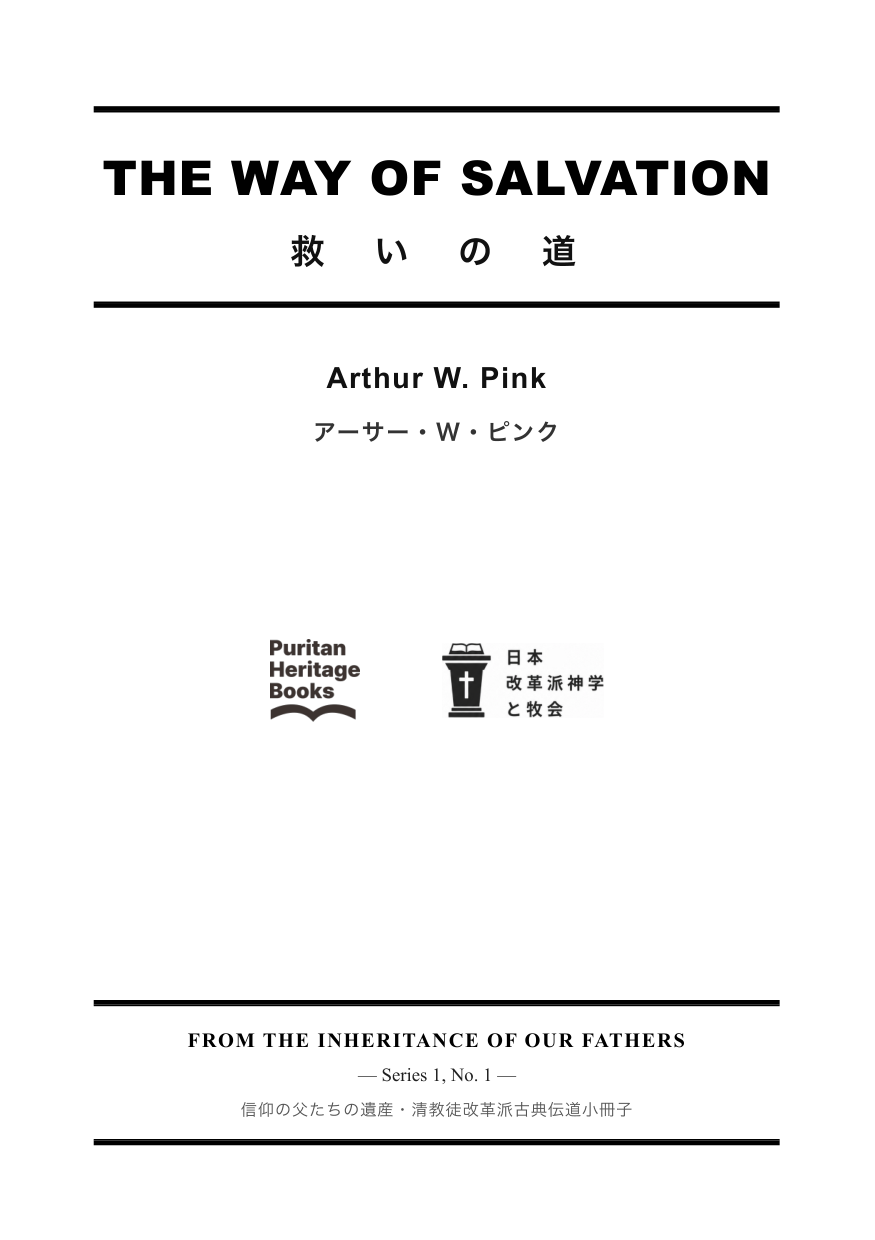 THE WAY OF SALVATION
救いの道
Arthur W. Pink
アーサー・W・ピンク
Puritan
Heritage
Books
日本
改革派神学
と牧会
FROM THE INHERITANCE OF OUR FATHERS
— Series 1, No. 1 —
信仰の父たちの遺産・清教徒改革派古典伝道小冊子